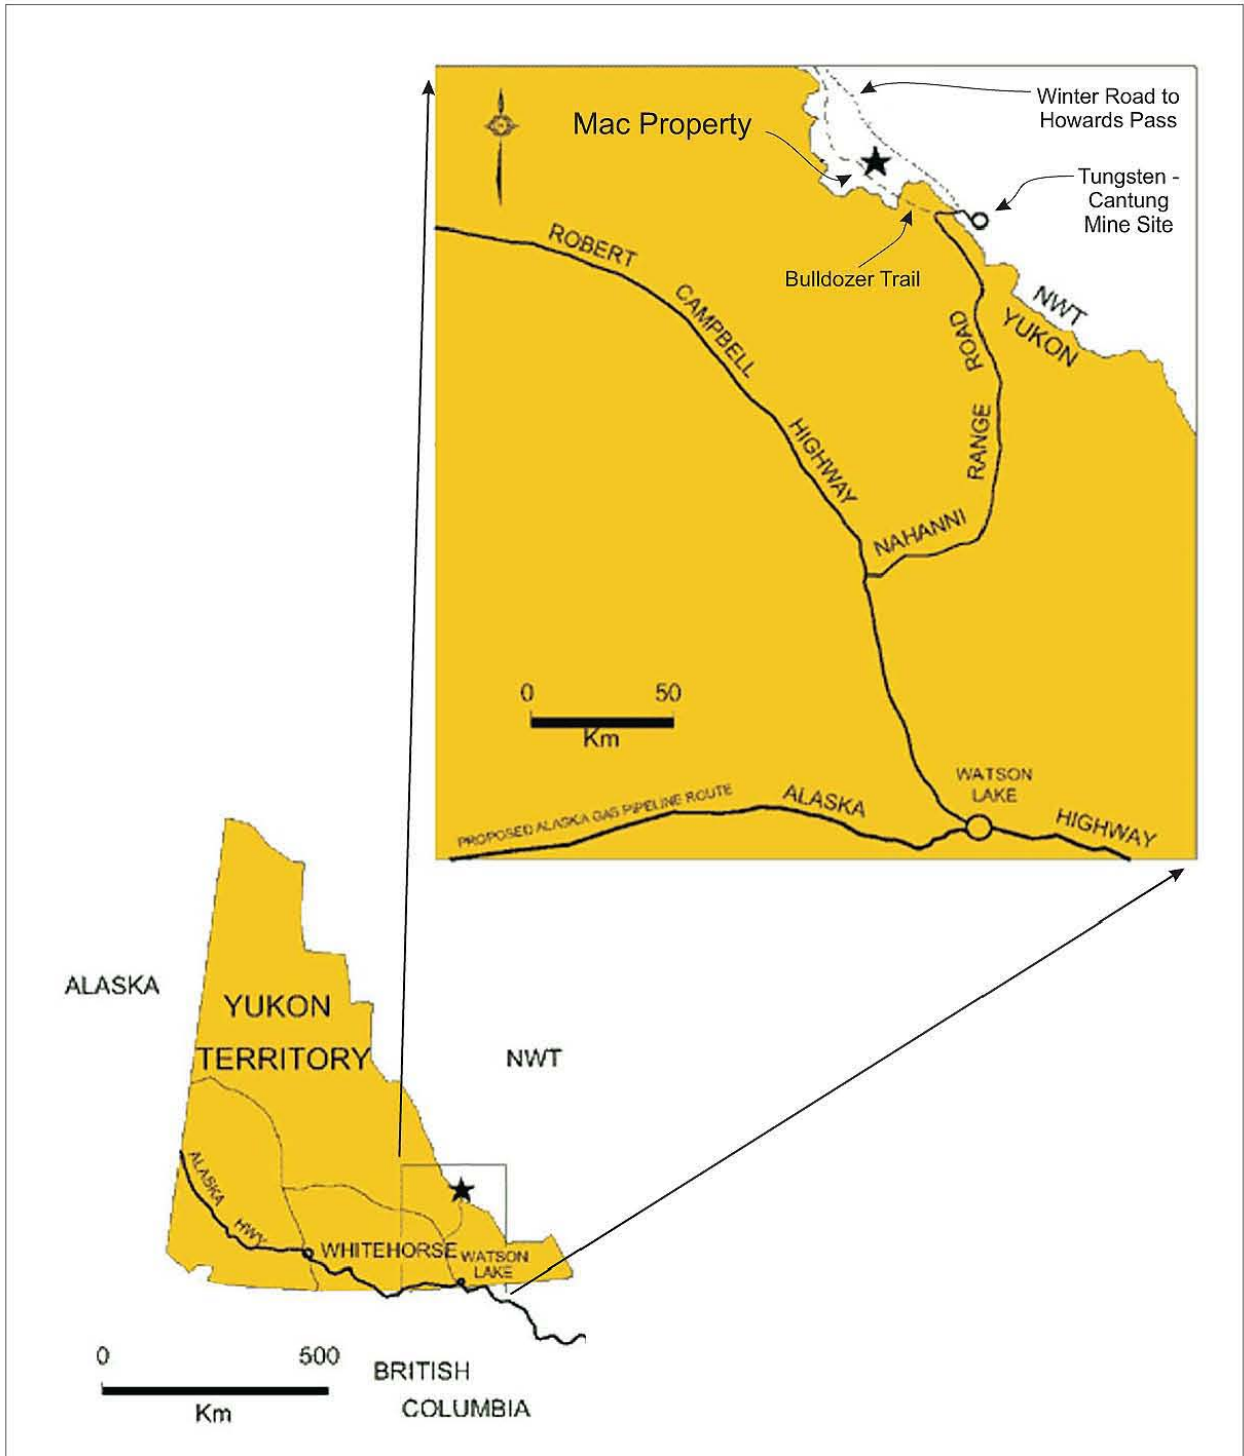 Winter Road to
Howards Pass
Mac Property
Tungsten -
Cantung
Mine Site
Bulldozer Trail
ROBERT
CAMPBELL
HIGHWAY
NWT
YUKON
NAHANNI
RANGE
ROAD
0 50
Km
WATSON
LAKE
PROPOSED ALASKA GAS PIPELINE ROUTE
ALASKA
HIGHWAY
ALASKA
YUKON
TERRITORY
NWT
ALASKA
HWY
WHITEHORSE
WATSON
LAKE
0 500
Km
BRITISH
COLUMBIA